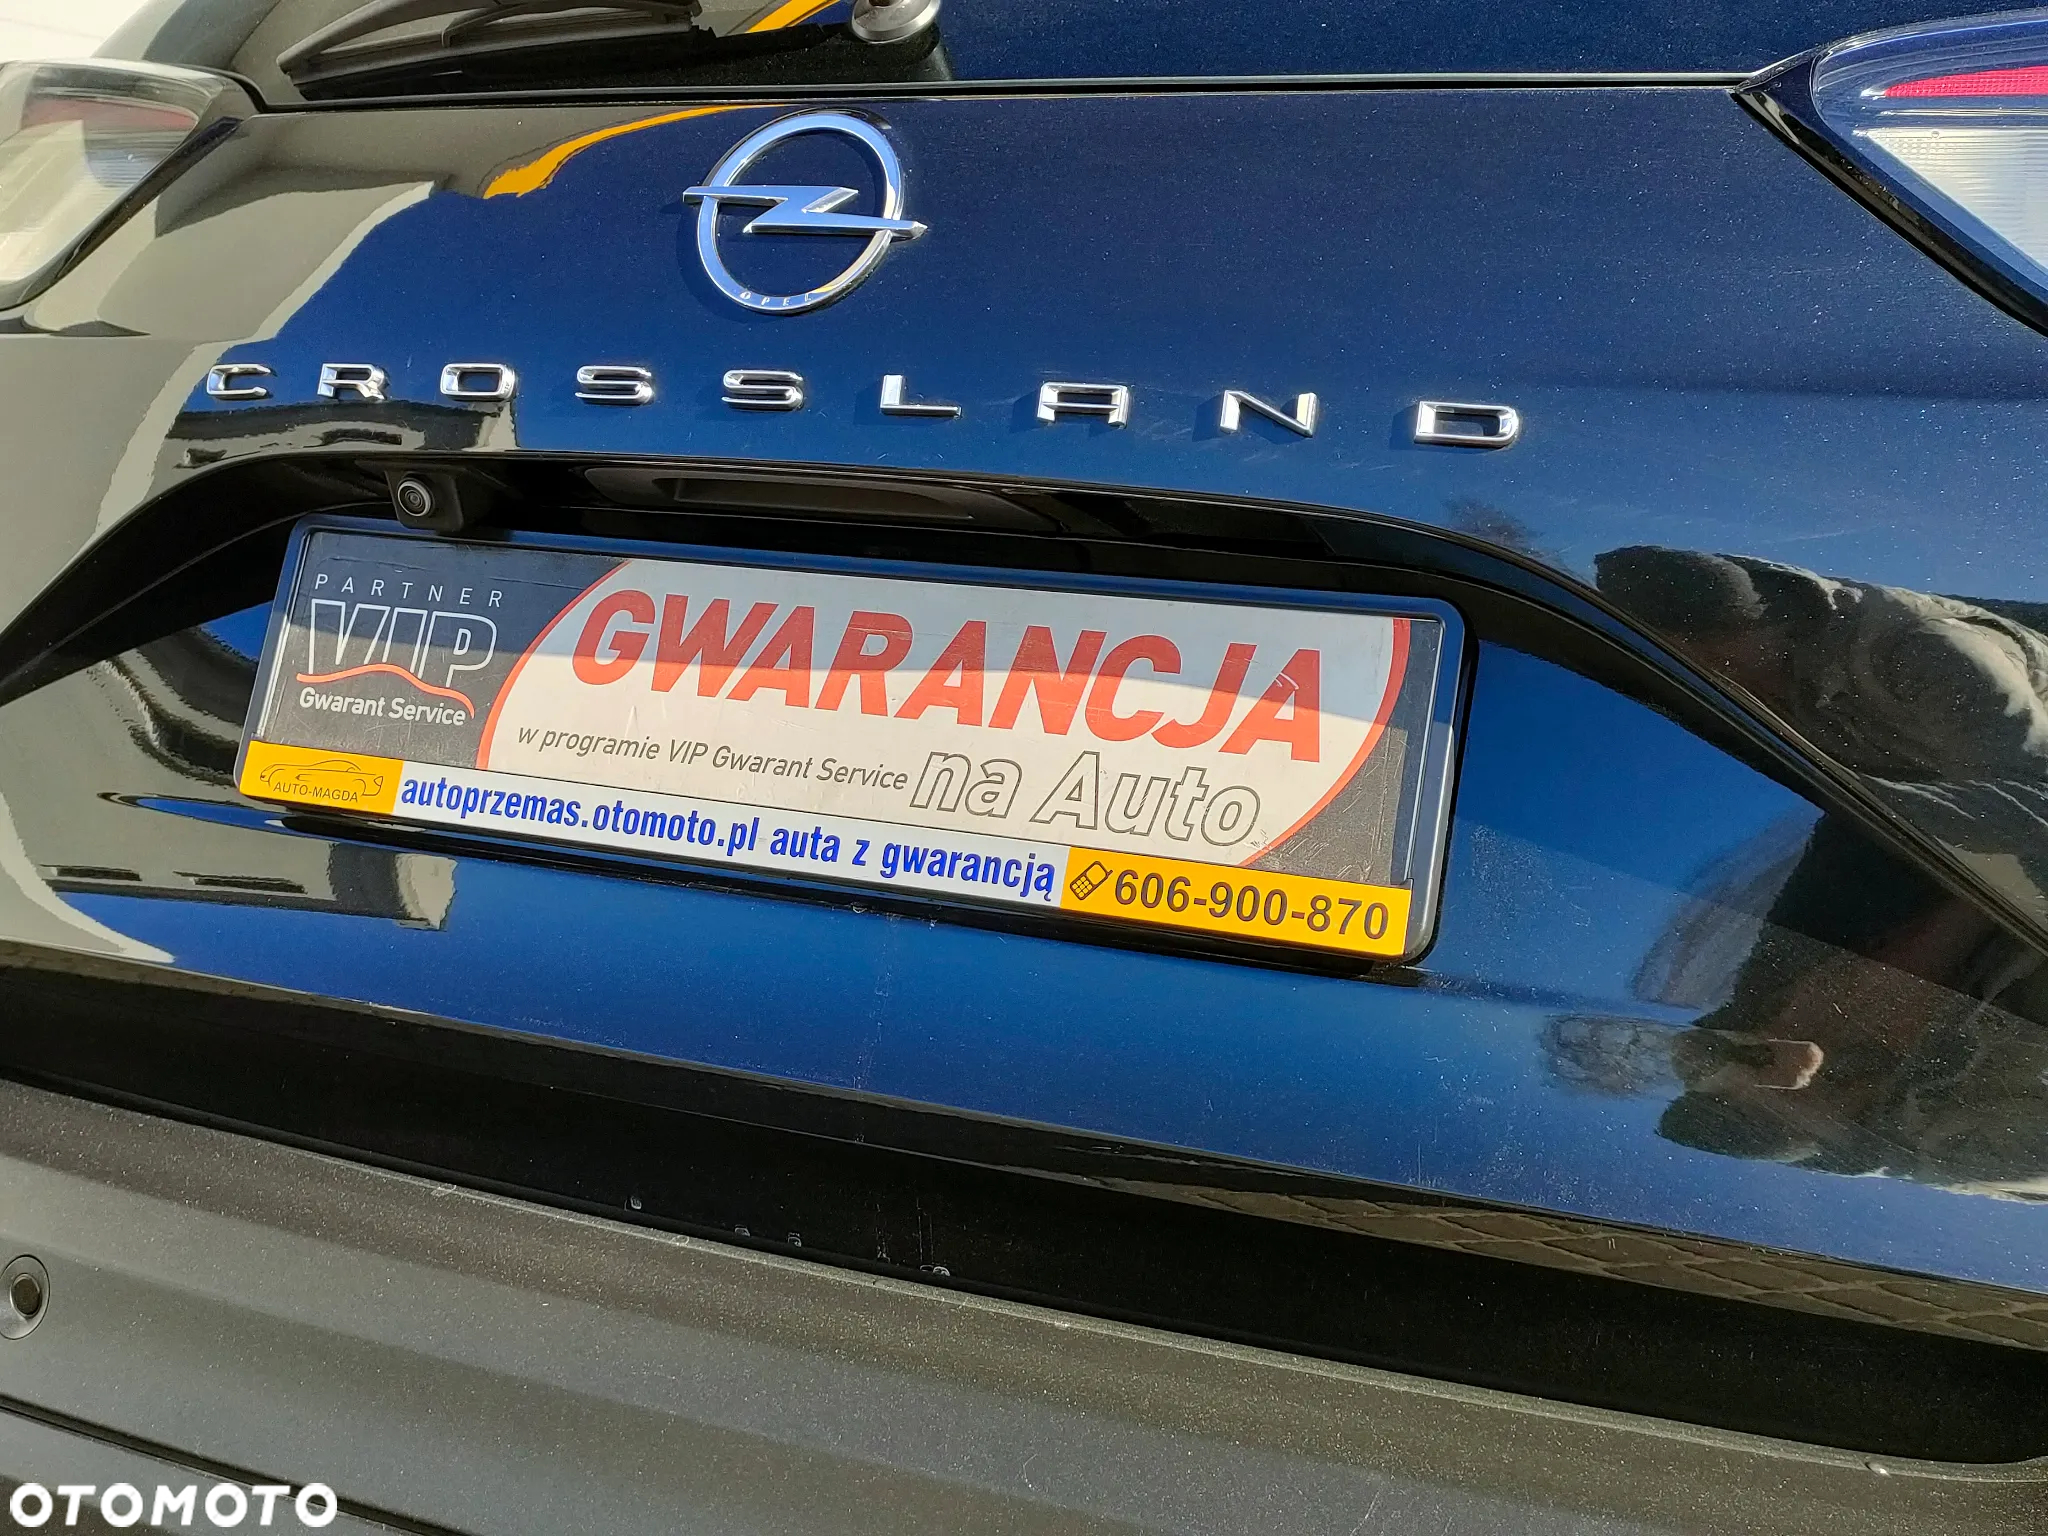 OPEL
CROSSLAND
PARTNER
VIP
Gwarant Service
GWARANCJA
w programie VIP Gwarant Service na Auto
AUTO-MAGDA
autoprzemas.otomoto.pl auta z gwarancją
606-900-870
OTOMOTO